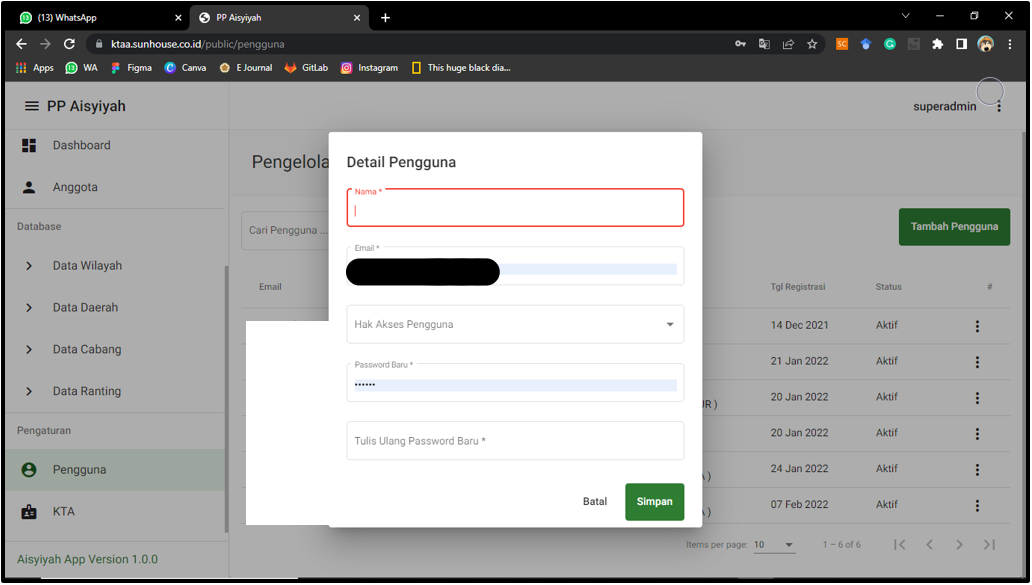 (13) WhatsApp
PP Aisyiyah
ktaa.sunhouse.co.id/public/pengguna
Apps
WA
Figma
Canva
E Journal
GitLab
Instagram
This huge black dia...
PP Aisyiyah
superadmin
Dashboard
Anggota
Database
Data Wilayah
Data Daerah
Data Cabang
Data Ranting
Pengaturan
Pengguna
KTA
Aisyiyah App Version 1.0.0
Pengelola
Cari Pengguna ...
Tambah Pengguna
Email
Tgl Registrasi
Status
#
14 Dec 2021
Aktif
21 Jan 2022
Aktif
JR )
20 Jan 2022
Aktif
20 Jan 2022
Aktif
24 Jan 2022
Aktif
07 Feb 2022
Aktif
Items per page:
10
1 – 6 of 6
Detail Pengguna
Nama *
Email *
Hak Akses Pengguna
Password Baru *
••••••
Tulis Ulang Password Baru *
Batal
Simpan